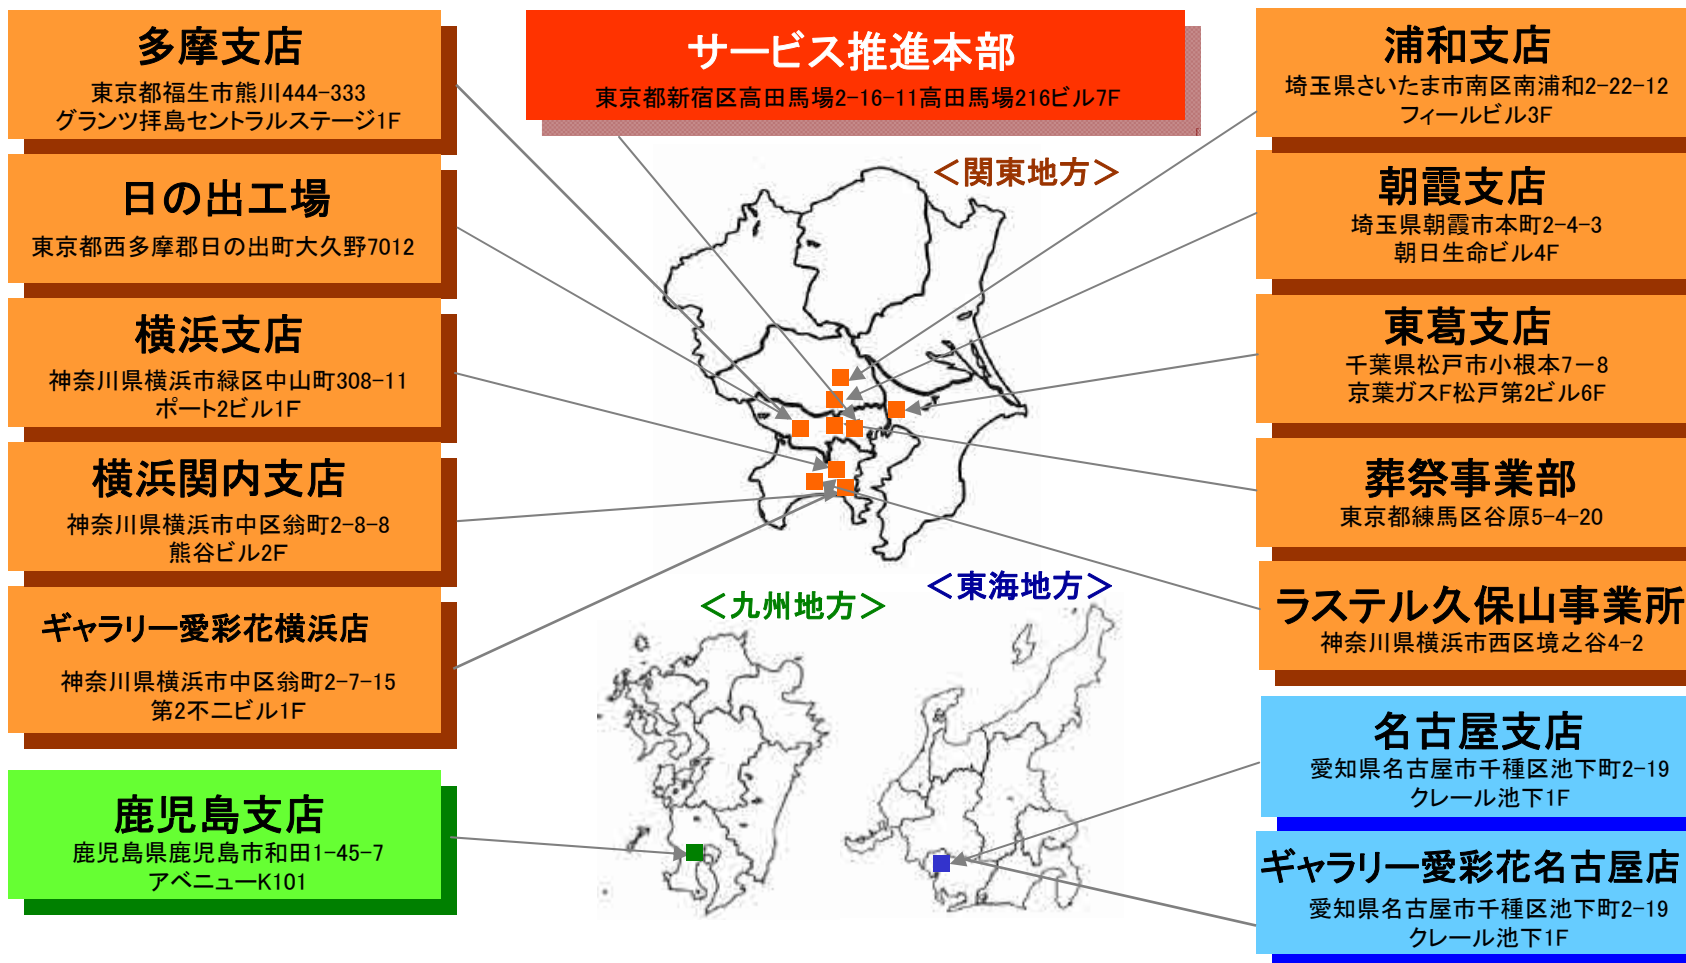 多摩支店
東京都福生市熊川444-333
グランツ拝島セントラルステージ1F
日の出工場
東京都西多摩郡日の出町大久野7012
横浜支店
神奈川県横浜市緑区中山町308-11
ポート2ビル1F
横浜関内支店
神奈川県横浜市中区翁町2-8-8
熊谷ビル2F
ギャラリー愛彩花横浜店
神奈川県横浜市中区翁町2-7-15
第2不二ビル1F
鹿児島支店
鹿児島県鹿児島市和田1-45-7
アベニューK101
サービス推進本部
東京都新宿区高田馬場2-16-11高田馬場216ビル7F
＜関東地方＞
＜九州地方＞
＜東海地方＞
浦和支店
埼玉県さいたま市南区南浦和2-22-12
フィールビル3F
朝霞支店
埼玉県朝霞市本町2-4-3
朝日生命ビル4F
東葛支店
千葉県松戸市小根本7－8
京葉ガスF松戸第2ビル6F
葬祭事業部
東京都練馬区谷原5-4-20
ラステル久保山事業所
神奈川県横浜市西区境之谷4-2
名古屋支店
愛知県名古屋市千種区池下町2-19
クレール池下1F
ギャラリー愛彩花名古屋店
愛知県名古屋市千種区池下町2-19
クレール池下1F